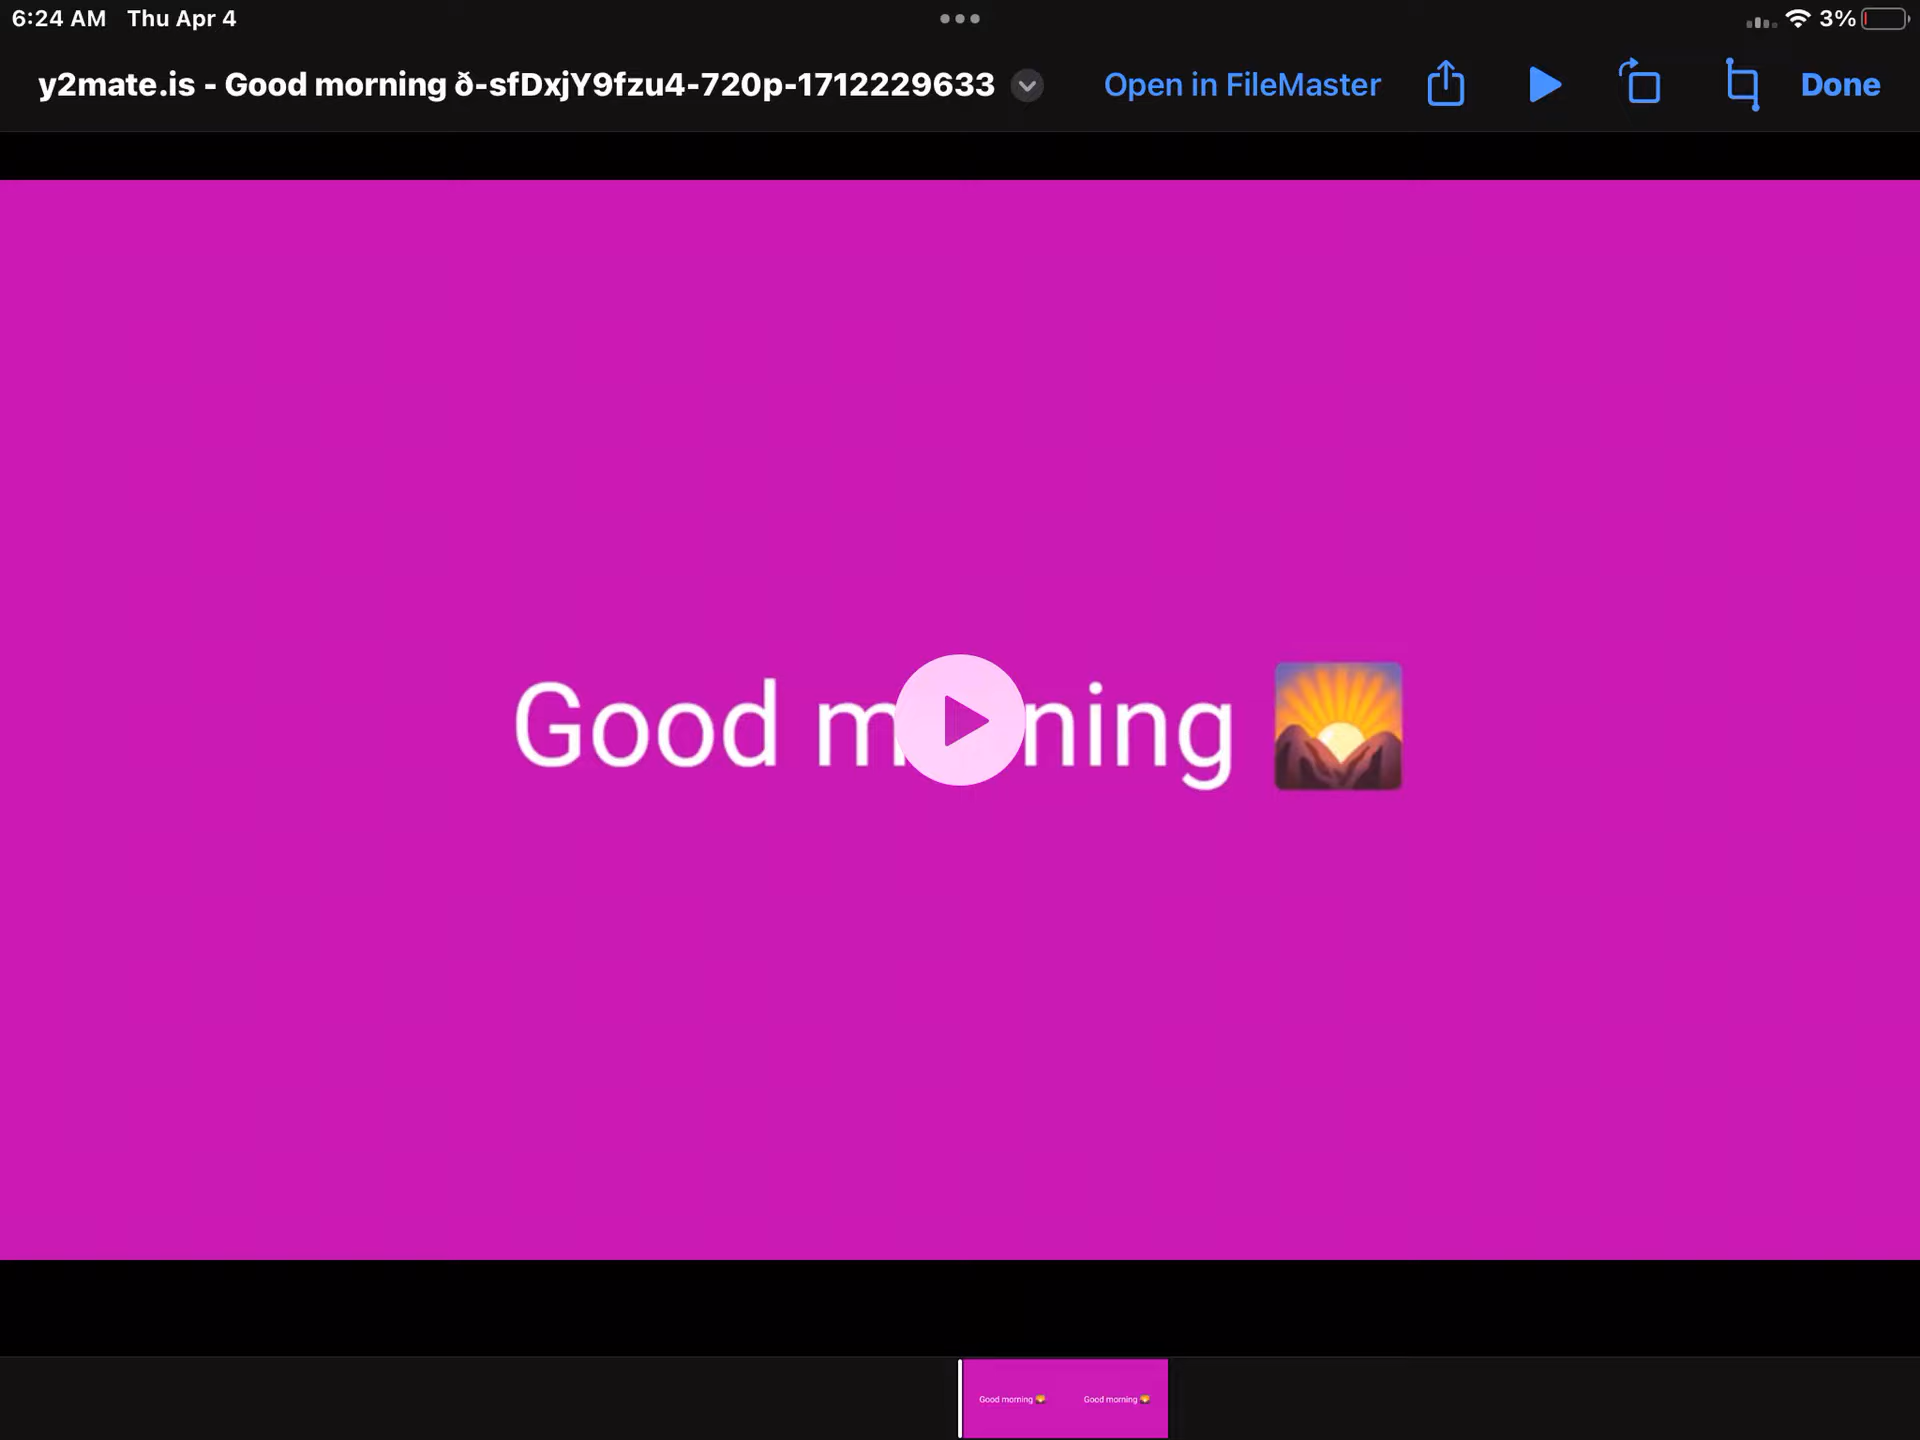 6:24 AM Thu Apr 4
3%
y2mate.is - Good morning ð-sfDxjY9fzu4-720p-1712229633
Open in FileMaster
Done
Good m ning 🌄
Good morning 🌄 Good morning 🌄